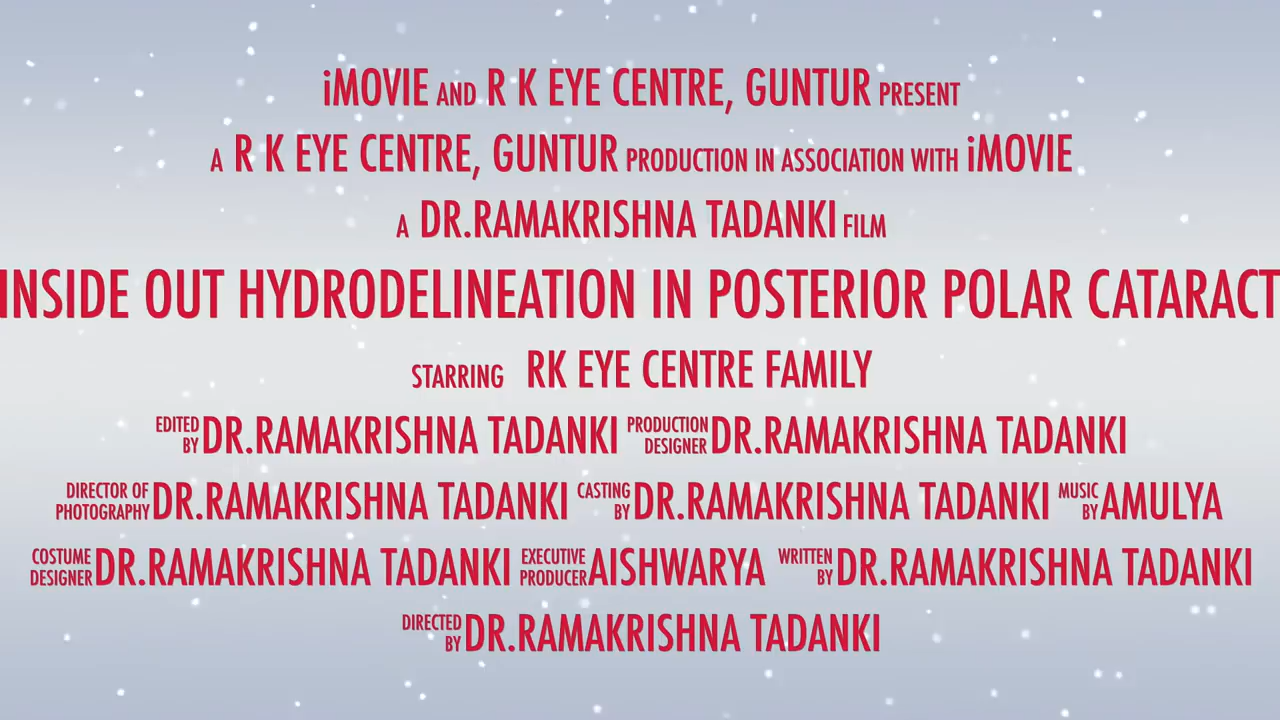 iMOVIE AND R K EYE CENTRE, GUNTUR PRESENT
A R K EYE CENTRE, GUNTUR PRODUCTION IN ASSOCIATION WITH iMOVIE
A DR.RAMAKRISHNA TADANKI FILM
INSIDE OUT HYDRODELINEATION IN POSTERIOR POLAR CATARACT
STARRING RK EYE CENTRE FAMILY
EDITED BY DR.RAMAKRISHNA TADANKI PRODUCTION DESIGNER DR.RAMAKRISHNA TADANKI
DIRECTOR OF PHOTOGRAPHY DR.RAMAKRISHNA TADANKI CASTING BY DR.RAMAKRISHNA TADANKI MUSIC BY AMULYA
COSTUME DESIGNER DR.RAMAKRISHNA TADANKI EXECUTIVE PRODUCER AISHWARYA WRITTEN BY DR.RAMAKRISHNA TADANKI
DIRECTED BY DR.RAMAKRISHNA TADANKI